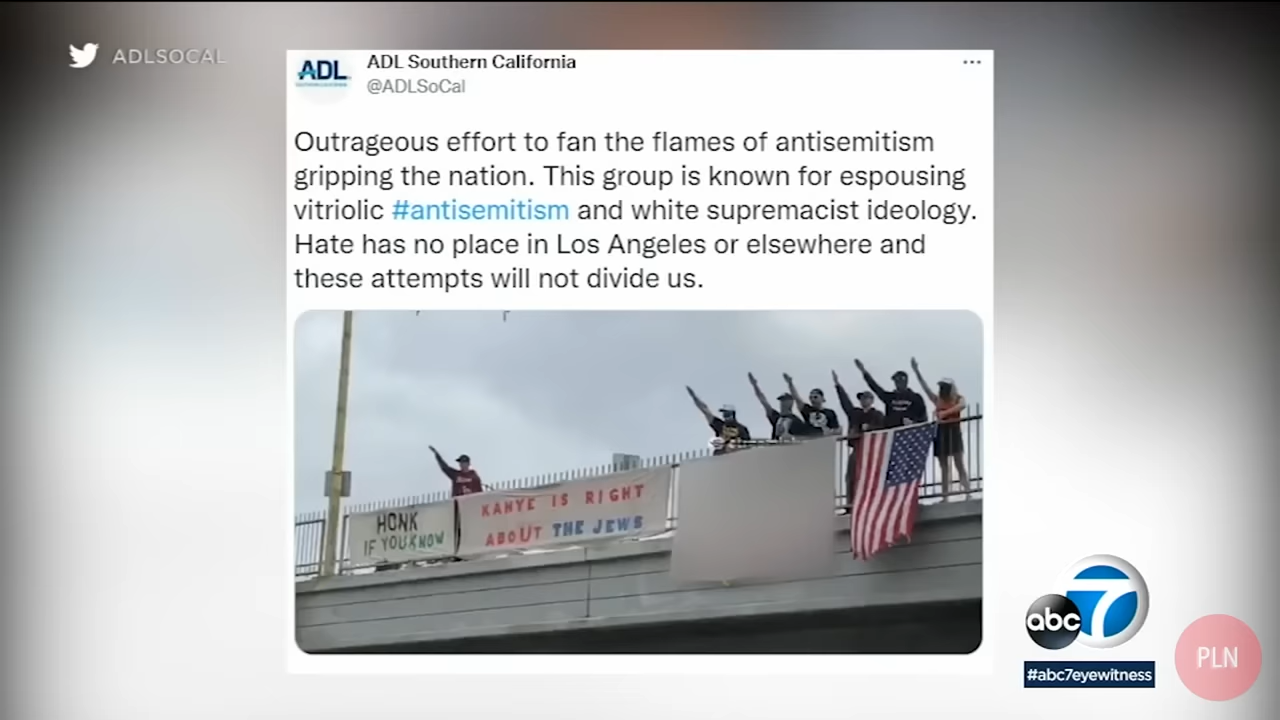 ADLSOCAL
ADL
ADL Southern California
@ADLSoCal
Outrageous effort to fan the flames of antisemitism
gripping the nation. This group is known for espousing
vitriolic #antisemitism and white supremacist ideology.
Hate has no place in Los Angeles or elsewhere and
these attempts will not divide us.
HONK
IF YOU KNOW
KANYE IS RIGHT
ABOUT THE JEWS
abc 7
#abc7eyewitness
PLN